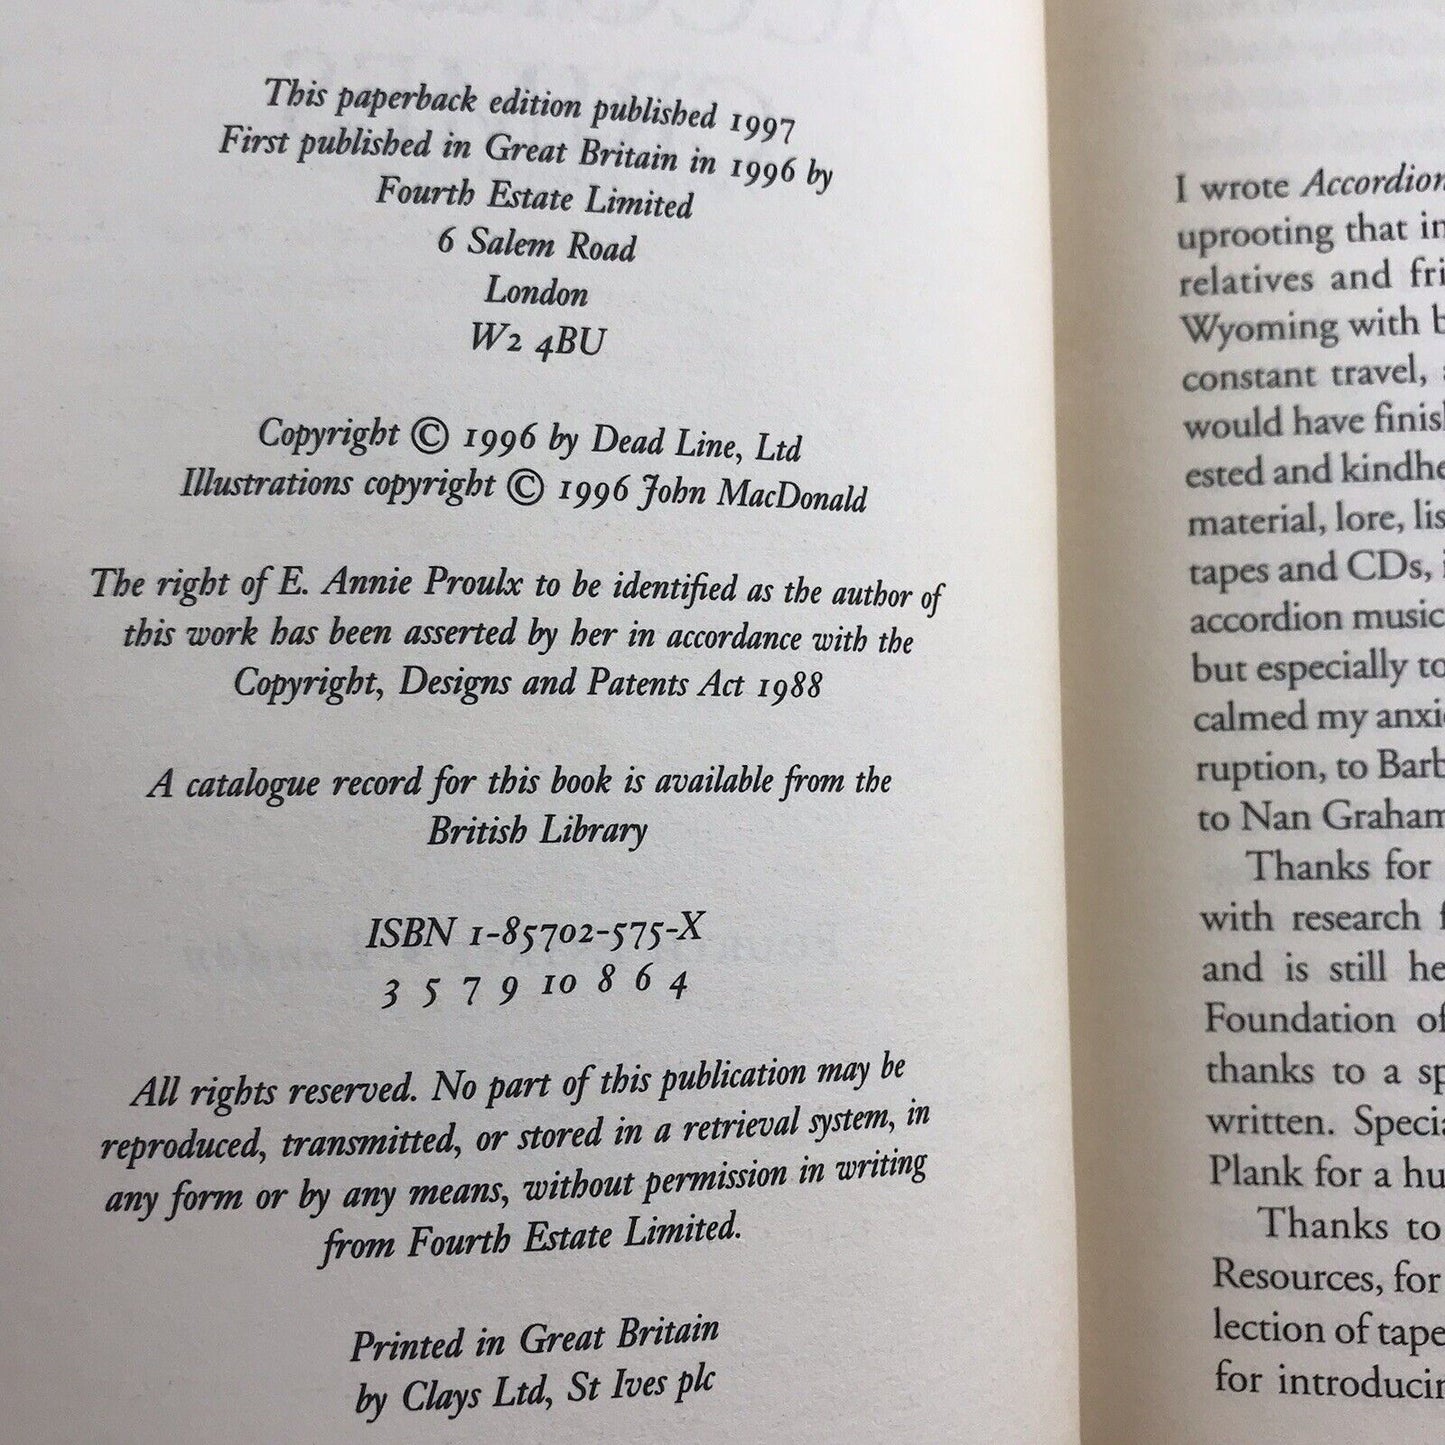 This paperback edition published 1997
First published in Great Britain in 1996 by
Fourth Estate Limited
6 Salem Road
London
W2 4BU
Copyright © 1996 by Dead Line, Ltd
Illustrations copyright © 1996 John MacDonald
The right of E. Annie Proulx to be identified as the author of
this work has been asserted by her in accordance with the
Copyright, Designs and Patents Act 1988
A catalogue record for this book is available from the
British Library
ISBN 1-85702-575-X
3 5 7 9 10 8 6 4
All rights reserved. No part of this publication may be
reproduced, transmitted, or stored in a retrieval system, in
any form or by any means, without permission in writing
from Fourth Estate Limited.
Printed in Great Britain
by Clays Ltd, St Ives plc
I wrote Accordion
uprooting that in
relatives and fri
Wyoming with b
constant travel,
would have finish
ested and kindhe
material, lore, lis
tapes and CDs,
accordion music
but especially to
calmed my anxi
ruption, to Barb
to Nan Graham
Thanks for
with research f
and is still he
Foundation of
thanks to a sp
written. Specia
Plank for a hu
Thanks to
Resources, for
lection of tape
for introducin